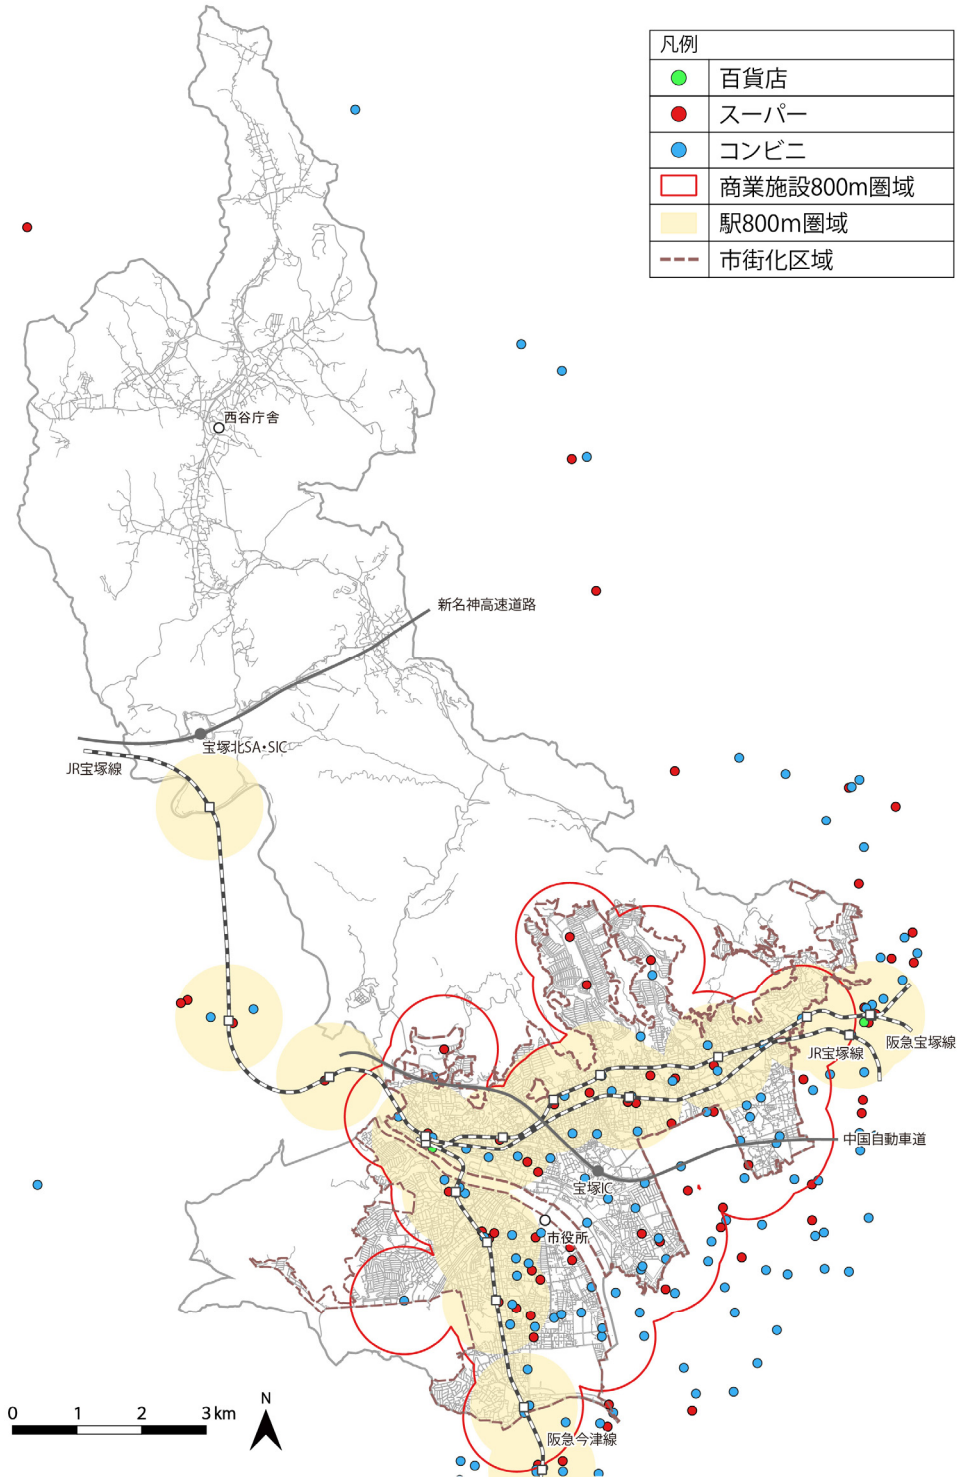 凡例
百貨店
スーパー
コンビニ
商業施設800m圏域
駅800m圏域
市街化区域
西谷庁舎
新名神高速道路
宝塚北SA・SIC
JR宝塚線
阪急宝塚線
JR宝塚線
中国自動車道
宝塚IC
市役所
阪急今津線
0 1 2 3km
N